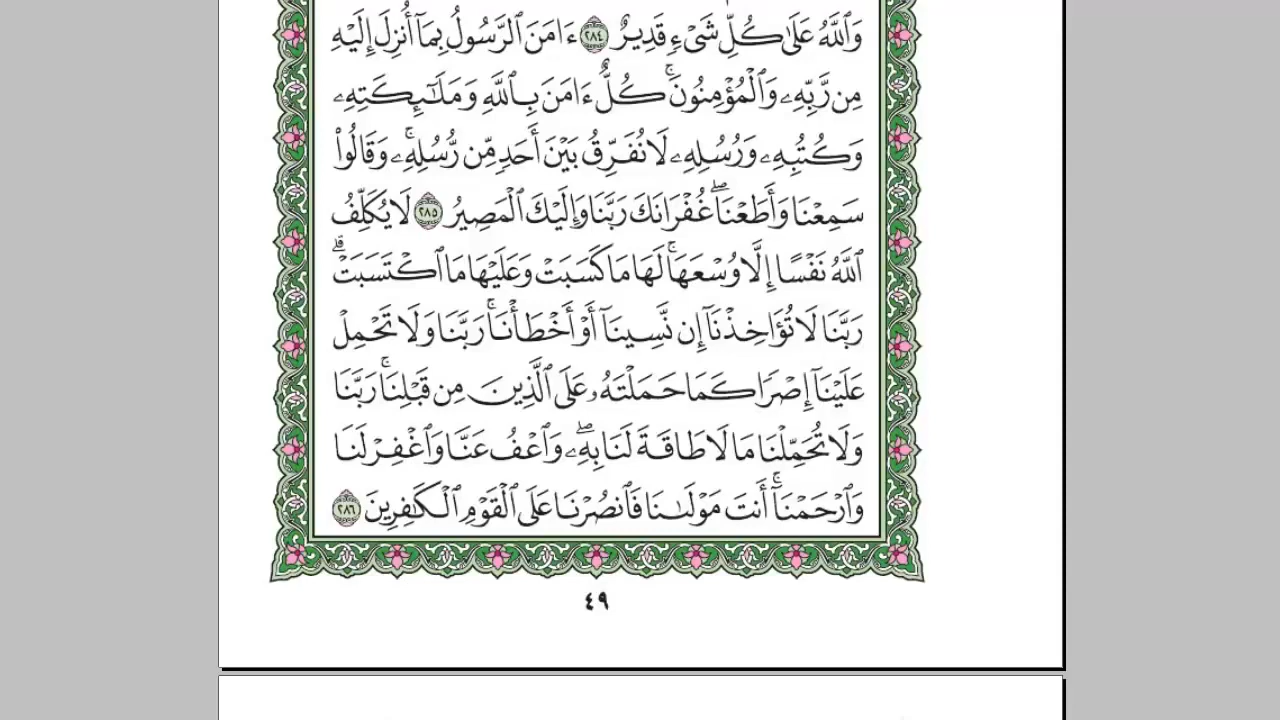 وَٱللَّهُ عَلَىٰ كُلِّ شَىْءٍ قَدِيرٌ ٢٨٤ ءَامَنَ ٱلرَّسُولُ بِمَآ أُنزِلَ إِلَيْهِ
مِن رَّبِّهِۦ وَٱلْمُؤْمِنُونَ ۚ كُلٌّ ءَامَنَ بِٱللَّهِ وَمَلَـٰٓئِكَتِهِۦ
وَكُتُبِهِۦ وَرُسُلِهِۦ لَا نُفَرِّقُ بَيْنَ أَحَدٍ مِّن رُّسُلِهِۦ ۚ وَقَالُوا۟
سَمِعْنَا وَأَطَعْنَا ۖ غُفْرَانَكَ رَبَّنَا وَإِلَيْكَ ٱلْمَصِيرُ ٢٨٥ لَا يُكَلِّفُ
ٱللَّهُ نَفْسًا إِلَّا وُسْعَهَا ۚ لَهَا مَا كَسَبَتْ وَعَلَيْهَا مَا ٱكْتَسَبَتْ ۗ
رَبَّنَا لَا تُؤَاخِذْنَآ إِن نَّسِينَآ أَوْ أَخْطَأْنَا ۚ رَبَّنَا وَلَا تَحْمِلْ
عَلَيْنَآ إِصْرًا كَمَا حَمَلْتَهُۥ عَلَى ٱلَّذِينَ مِن قَبْلِنَا ۚ رَبَّنَا
وَلَا تُحَمِّلْنَا مَا لَا طَاقَةَ لَنَا بِهِۦ ۖ وَٱعْفُ عَنَّا وَٱغْفِرْ لَنَا
وَٱرْحَمْنَآ ۚ أَنتَ مَوْلَىٰنَا فَٱنصُرْنَا عَلَى ٱلْقَوْمِ ٱلْكَـٰفِرِينَ ٢٨٦
٤٩